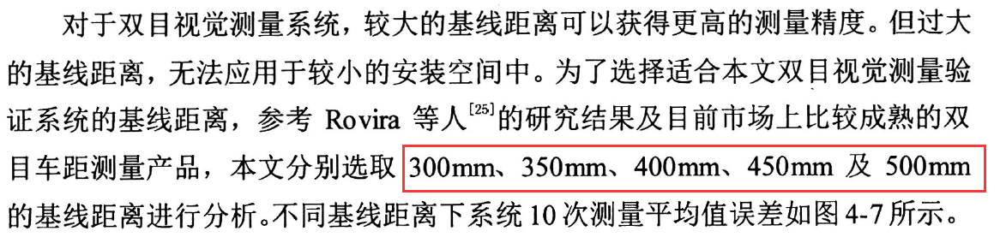 对于双目视觉测量系统，较大的基线距离可以获得更高的测量精度。但过大
的基线距离，无法应用于较小的安装空间中。为了选择适合本文双目视觉测量验
证系统的基线距离，参考 Rovira 等人[25]的研究结果及目前市场上比较成熟的双
目车距测量产品，本文分别选取 300mm、350mm、400mm、450mm 及 500mm
的基线距离进行分析。不同基线距离下系统 10 次测量平均值误差如图 4-7 所示。